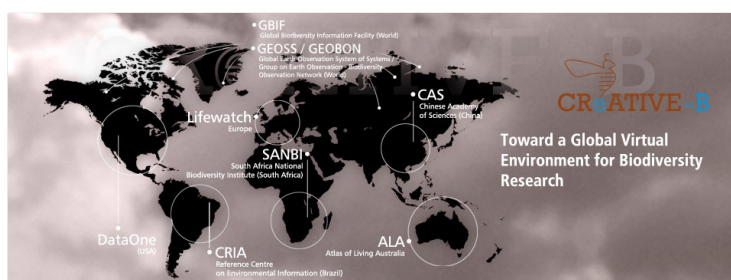 GBIF
Global Biodiversity Information Facility (World)
GEOSS / GEOBON
Global Earth Observation System of Systems /
Group on Earth Observation - Biodiversity
Observation Network (World)
CREATIVE-B
CAS
Chinese Academy
of Sciences (China)
Lifewatch
Europe
SANBI
South Africa National
Biodiversity Institute (South Africa)
Toward a Global Virtual
Environment for Biodiversity
Research
DataOne
(USA)
CRIA
Reference Centre
on Environmental Information (Brazil)
ALA
Atlas of Living Australia